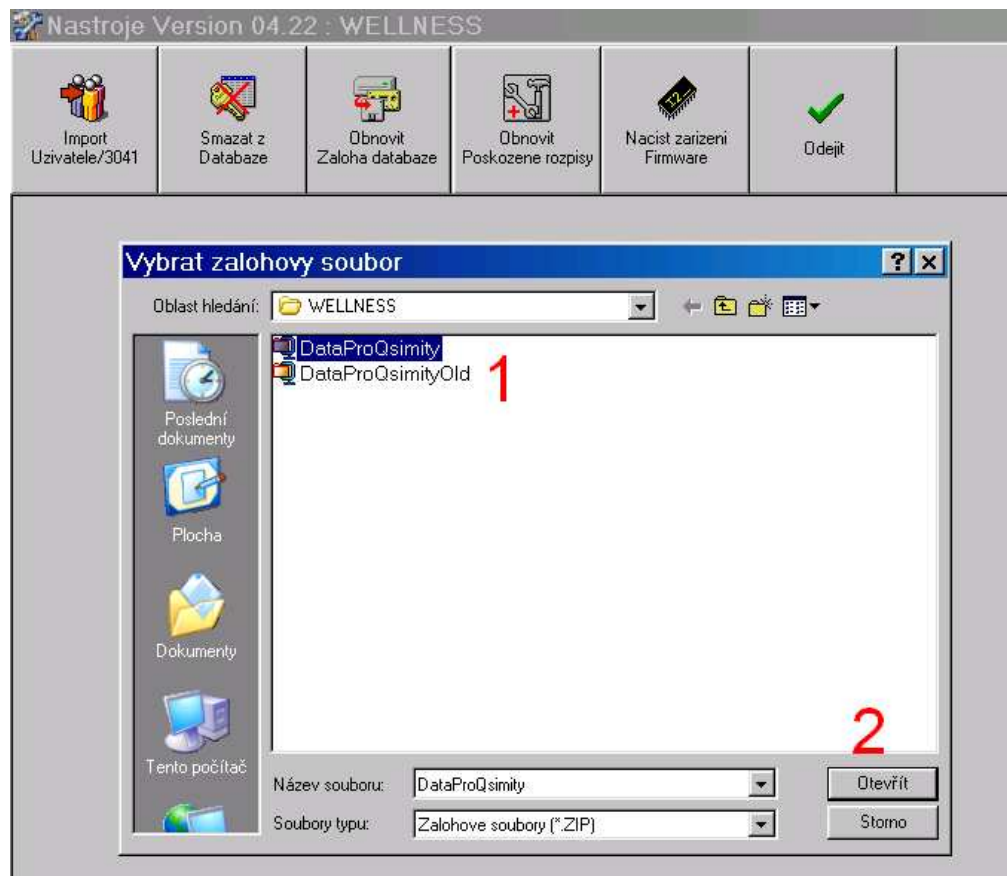 Nastroje Version 04.22 : WELLNESS
Import
Uzivatele/3041
Smazat z
Databaze
Obnovit
Zaloha databaze
Obnovit
Poskozene rozpisy
Nacist zarizeni
Firmware
Odejit
Vybrat zalohovy soubor
Oblast hledání: WELLNESS
DataProQsimity
DataProQsimityOld
1
Poslední
dokumenty
Plocha
Dokumenty
Tento počítač
2
Název souboru: DataProQsimity Otevřít
Soubory typu: Zalohove soubory (*.ZIP) Storno